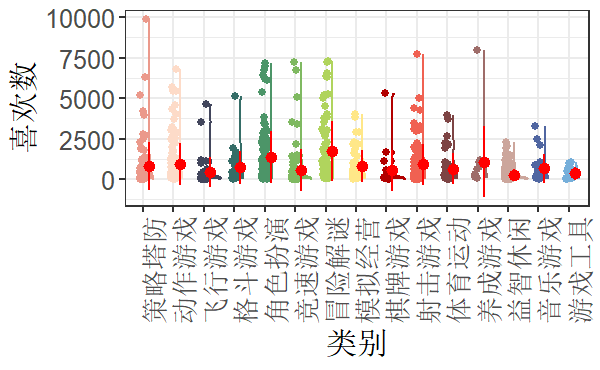 喜欢数
10000
7500
5000
2500
0
策略塔防
动作游戏
飞行游戏
格斗游戏
角色扮演
竞速游戏
冒险解谜
模拟经营
棋牌游戏
射击游戏
体育运动
养成游戏
益智休闲
音乐游戏
游戏工具
类别